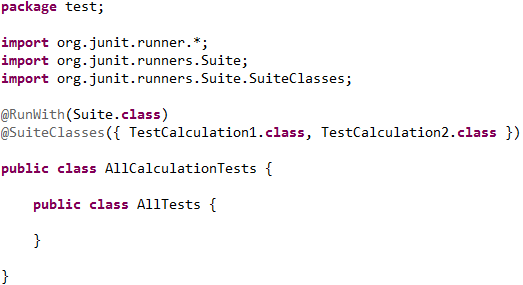 package test;
import org.junit.runner.*;
import org.junit.runners.Suite;
import org.junit.runners.Suite.SuiteClasses;
@RunWith(Suite.class)
@SuiteClasses({ TestCalculation1.class, TestCalculation2.class })
public class AllCalculationTests {
public class AllTests {
}
}